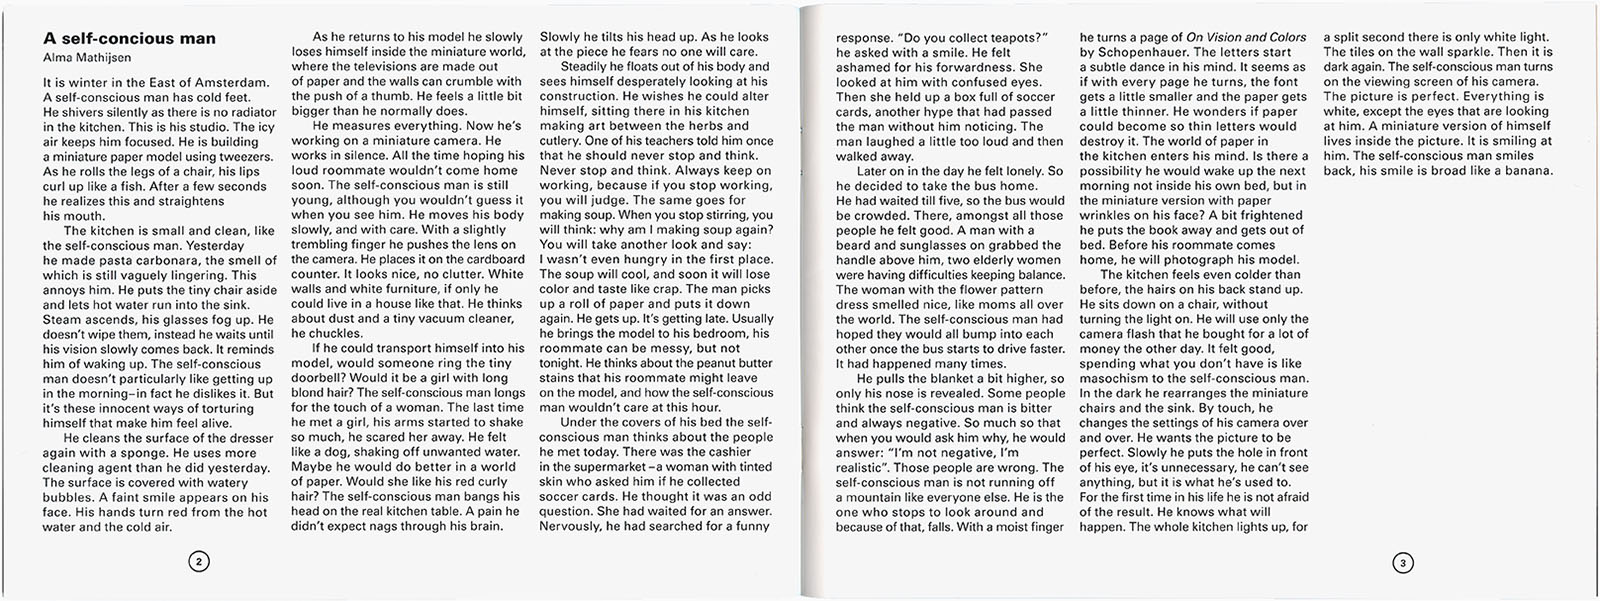 A self-concious man
Alma Mathijsen
It is winter in the East of Amsterdam.
A self-conscious man has cold feet.
He shivers silently as there is no radiator
in the kitchen. This is his studio. The icy
air keeps him focused. He is building
a miniature paper model using tweezers.
As he rolls the legs of a chair, his lips
curl up like a fish. After a few seconds
he realizes this and straightens
his mouth.
The kitchen is small and clean, like
the self-conscious man. Yesterday
he made pasta carbonara, the smell of
which is still vaguely lingering. This
annoys him. He puts the tiny chair aside
and lets hot water run into the sink.
Steam ascends, his glasses fog up. He
doesn't wipe them, instead he waits until
his vision slowly comes back. It reminds
him of waking up. The self-conscious
man doesn't particularly like getting up
in the morning–in fact he dislikes it. But
it's these innocent ways of torturing
himself that make him feel alive.
He cleans the surface of the dresser
again with a sponge. He uses more
cleaning agent than he did yesterday.
The surface is covered with watery
bubbles. A faint smile appears on his
face. His hands turn red from the hot
water and the cold air.
As he returns to his model he slowly
loses himself inside the miniature world,
where the televisions are made out
of paper and the walls can crumble with
the push of a thumb. He feels a little bit
bigger than he normally does.
He measures everything. Now he's
working on a miniature camera. He
works in silence. All the time hoping his
loud roommate wouldn't come home
soon. The self-conscious man is still
young, although you wouldn't guess it
when you see him. He moves his body
slowly, and with care. With a slightly
trembling finger he pushes the lens on
the camera. He places it on the cardboard
counter. It looks nice, no clutter. White
walls and white furniture, if only he
could live in a house like that. He thinks
about dust and a tiny vacuum cleaner,
he chuckles.
If he could transport himself into his
model, would someone ring the tiny
doorbell? Would it be a girl with long
blond hair? The self-conscious man longs
for the touch of a woman. The last time
he met a girl, his arms started to shake
so much, he scared her away. He felt
like a dog, shaking off unwanted water.
Maybe he would do better in a world
of paper. Would she like his red curly
hair? The self-conscious man bangs his
head on the real kitchen table. A pain he
didn't expect nags through his brain.
Slowly he tilts his head up. As he looks
at the piece he fears no one will care.
Steadily he floats out of his body and
sees himself desperately looking at his
construction. He wishes he could alter
himself, sitting there in his kitchen
making art between the herbs and
cutlery. One of his teachers told him once
that he should never stop and think.
Never stop and think. Always keep on
working, because if you stop working,
you will judge. The same goes for
making soup. When you stop stirring, you
will think: why am I making soup again?
You will take another look and say:
I wasn't even hungry in the first place.
The soup will cool, and soon it will lose
color and taste like crap. The man picks
up a roll of paper and puts it down
again. He gets up. It's getting late. Usually
he brings the model to his bedroom, his
roommate can be messy, but not
tonight. He thinks about the peanut butter
stains that his roommate might leave
on the model, and how the self-conscious
man wouldn't care at this hour.
Under the covers of his bed the self-
conscious man thinks about the people
he met today. There was the cashier
in the supermarket –a woman with tinted
skin who asked him if he collected
soccer cards. He thought it was an odd
question. She had waited for an answer.
Nervously, he had searched for a funny
2
response. "Do you collect teapots?"
he asked with a smile. He felt
ashamed for his forwardness. She
looked at him with confused eyes.
Then she held up a box full of soccer
cards, another hype that had passed
the man without him noticing. The
man laughed a little too loud and then
walked away.
Later on in the day he felt lonely. So
he decided to take the bus home.
He had waited till five, so the bus would
be crowded. There, amongst all those
people he felt good. A man with a
beard and sunglasses on grabbed the
handle above him, two elderly women
were having difficulties keeping balance.
The woman with the flower pattern
dress smelled nice, like moms all over
the world. The self-conscious man had
hoped they would all bump into each
other once the bus starts to drive faster.
It had happened many times.
He pulls the blanket a bit higher, so
only his nose is revealed. Some people
think the self-conscious man is bitter
and always negative. So much so that
when you would ask him why, he would
answer: "I'm not negative, I'm
realistic". Those people are wrong. The
self-conscious man is not running off
a mountain like everyone else. He is the
one who stops to look around and
because of that, falls. With a moist finger
he turns a page of On Vision and Colors
by Schopenhauer. The letters start
a subtle dance in his mind. It seems as
if with every page he turns, the font
gets a little smaller and the paper gets
a little thinner. He wonders if paper
could become so thin letters would
destroy it. The world of paper in
the kitchen enters his mind. Is there a
possibility he would wake up the next
morning not inside his own bed, but in
the miniature version with paper
wrinkles on his face? A bit frightened
he puts the book away and gets out of
bed. Before his roommate comes
home, he will photograph his model.
The kitchen feels even colder than
before, the hairs on his back stand up.
He sits down on a chair, without
turning the light on. He will use only the
camera flash that he bought for a lot of
money the other day. It felt good,
spending what you don't have is like
masochism to the self-conscious man.
In the dark he rearranges the miniature
chairs and the sink. By touch, he
changes the settings of his camera over
and over. He wants the picture to be
perfect. Slowly he puts the hole in front
of his eye, it's unnecessary, he can't see
anything, but it is what he's used to.
For the first time in his life he is not afraid
of the result. He knows what will
happen. The whole kitchen lights up, for
a split second there is only white light.
The tiles on the wall sparkle. Then it is
dark again. The self-conscious man turns
on the viewing screen of his camera.
The picture is perfect. Everything is
white, except the eyes that are looking
at him. A miniature version of himself
lives inside the picture. It is smiling at
him. The self-conscious man smiles
back, his smile is broad like a banana.
3